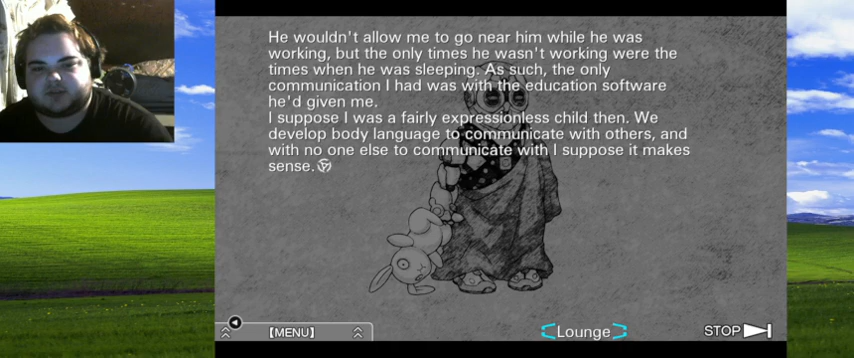 He wouldn't allow me to go near him while he was
working, but the only times he wasn't working were the
times when he was sleeping. As such, the only
communication I had was with the education software
he'd given me.
I suppose I was a fairly expressionless child then. We
develop body language to communicate with others, and
with no one else to communicate with I suppose it makes
sense.
【MENU】
Lounge
STOP